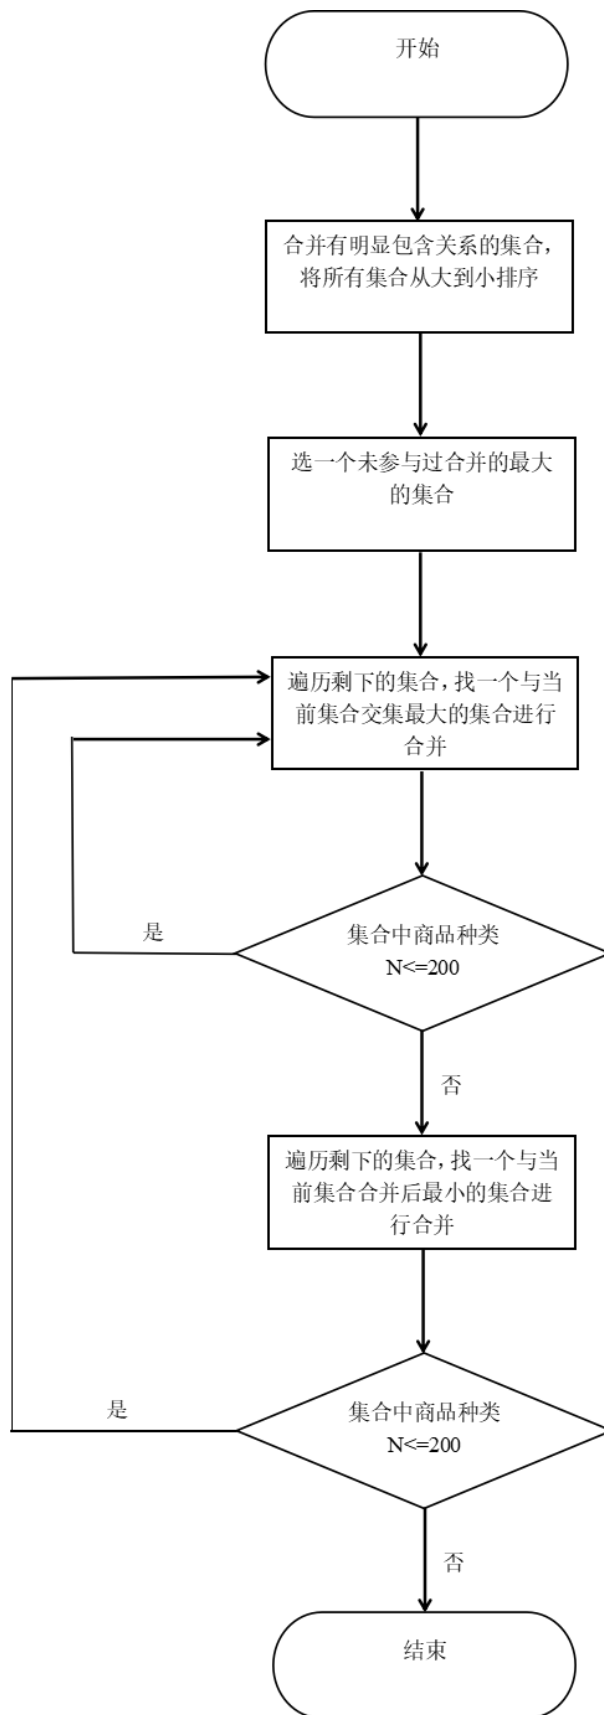 开始
合并有明显包含关系的集合，
将所有集合从大到小排序
选一个未参与过合并的最大
的集合
遍历剩下的集合，找一个与当
前集合交集最大的集合进行
合并
是
集合中商品种类
N<=200
否
遍历剩下的集合，找一个与当
前集合合并后最小的集合进
行合并
是
集合中商品种类
N<=200
否
结束